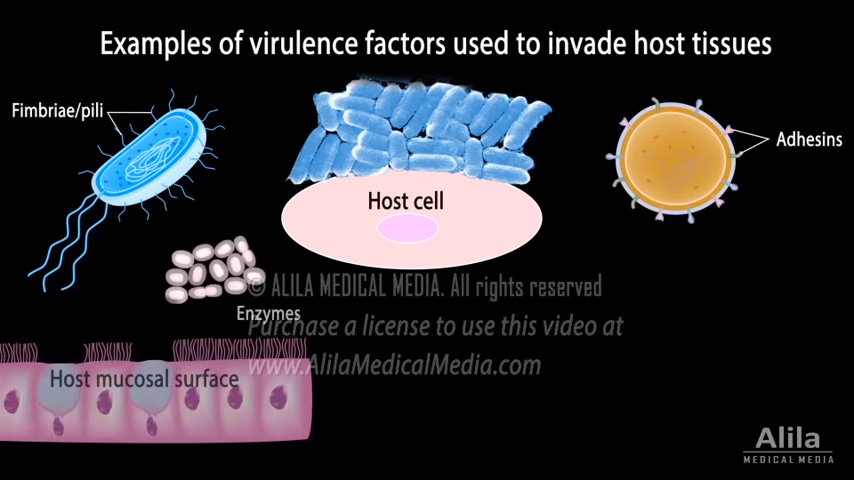 Examples of virulence factors used to invade host tissues
Fimbriae/pili
Adhesins
Host cell
© ALILA MEDICAL MEDIA. All rights reserved
Enzymes
Purchase a license to use this video at
www.AlilaMedicalMedia.com
Host mucosal surface
Alila
MEDICAL MEDIA